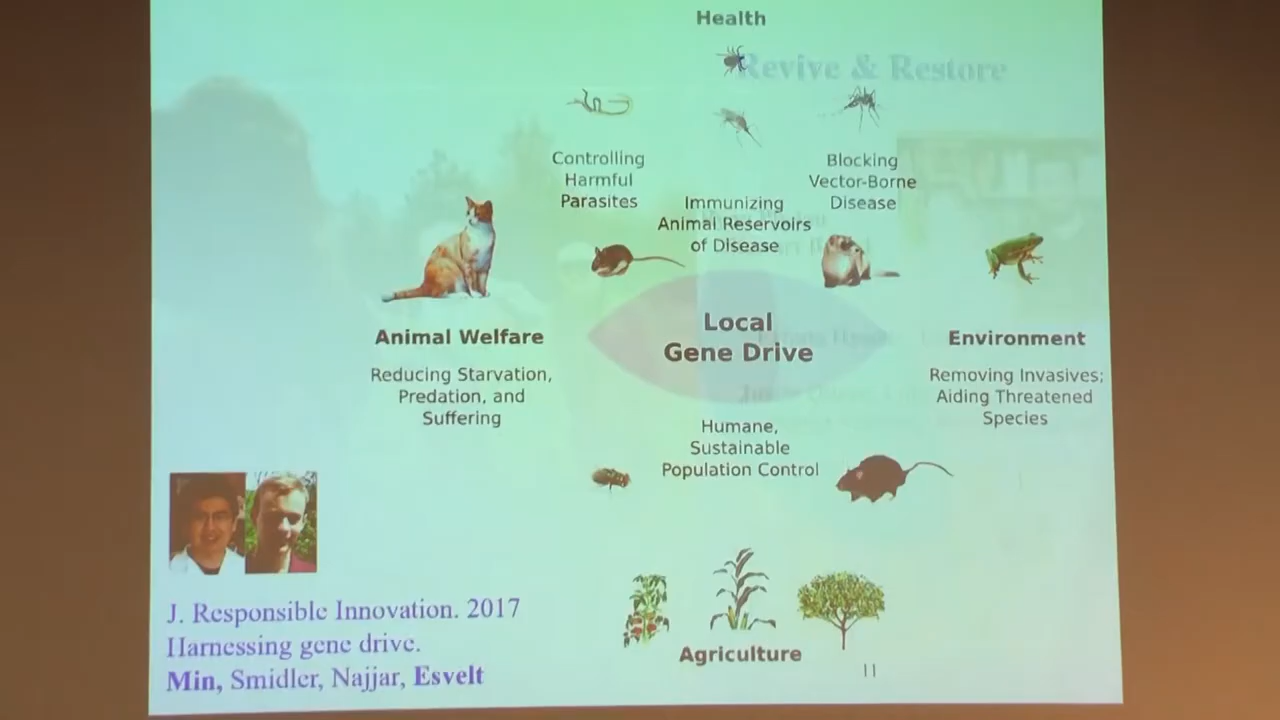 Health
Revive & Restore
Controlling
Harmful
Parasites
Blocking
Vector-Borne
Disease
Immunizing
Animal Reservoirs
of Disease
Local
Gene Drive
Animal Welfare
Reducing Starvation,
Predation, and
Suffering
Environment
Removing Invasives;
Aiding Threatened
Species
Humane,
Sustainable
Population Control
Agriculture
11
J. Responsible Innovation. 2017
Harnessing gene drive.
Min, Smidler, Najjar, Esvelt